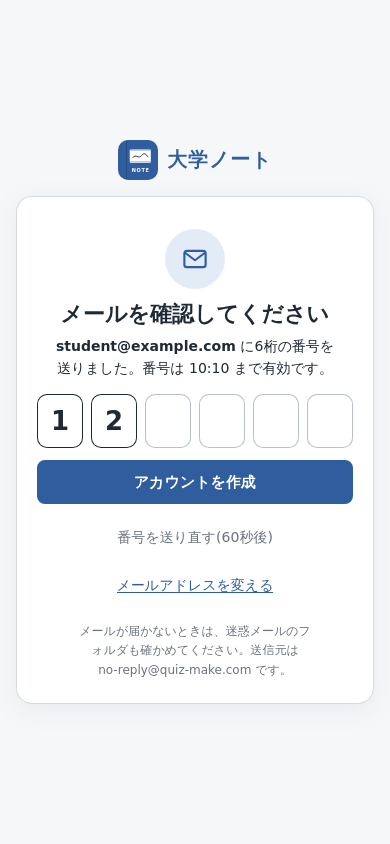 NOTE
大学ノート
メールを確認してください
student@example.com に6桁の番号を
送りました。番号は 10:10 まで有効です。
1 2
アカウントを作成
番号を送り直す(60秒後)
メールアドレスを変える
メールが届かないときは、迷惑メールのフ
ォルダも確かめてください。送信元は
no-reply@quiz-make.com です。